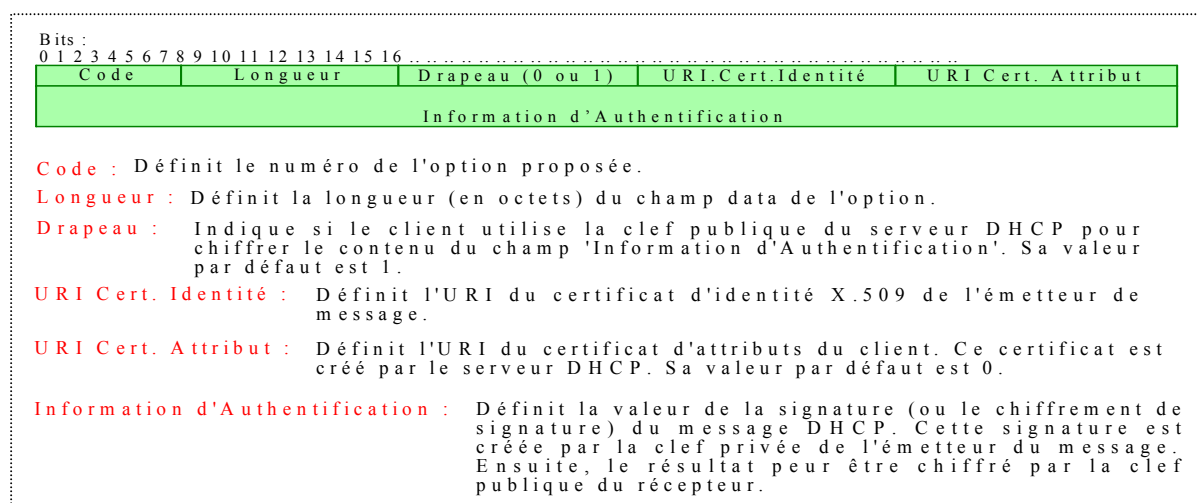 Bits :
0 1 2 3 4 5 6 7 8 9 10 11 12 13 14 15 16 .. .. .. .. .. .. .. .. .. .. .. .. .. .. .. .. .. .. .. .. .. .. .. .. .. .. .. .. .. .. .. ..
Code Longueur Drapeau (0 ou 1) URI.Cert.Identité URI Cert. Attribut
Information d'Authentification
Code : Définit le numéro de l'option proposée.
Longueur : Définit la longueur (en octets) du champ data de l'option.
Drapeau : Indique si le client utilise la clef publique du serveur DHCP pour
chiffrer le contenu du champ 'Information d'Authentification'. Sa valeur
par défaut est 1.
URI Cert. Identité : Définit l'URI du certificat d'identité X.509 de l'émetteur de
message.
URI Cert. Attribut : Définit l'URI du certificat d'attributs du client. Ce certificat est
créé par le serveur DHCP. Sa valeur par défaut est 0.
Information d'Authentification : Définit la valeur de la signature (ou le chiffrement de
signature) du message DHCP. Cette signature est
créée par la clef privée de l'émetteur du message.
Ensuite, le résultat peur être chiffré par la clef
publique du récepteur.